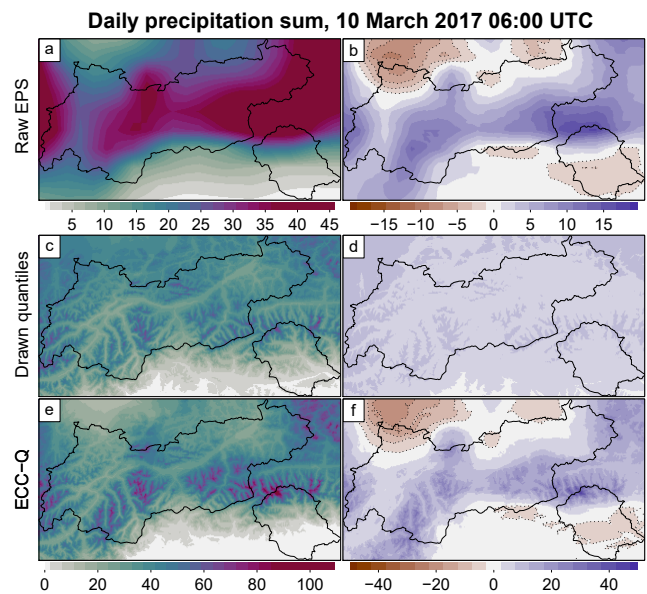 Daily precipitation sum, 10 March 2017 06:00 UTC
a
b
Raw EPS
5 10 15 20 25 30 35 40 45
−15 −10 −5 0 5 10 15
c
d
Drawn quantiles
e
f
ECC−Q
0 20 40 60 80 100
−40 −20 0 20 40